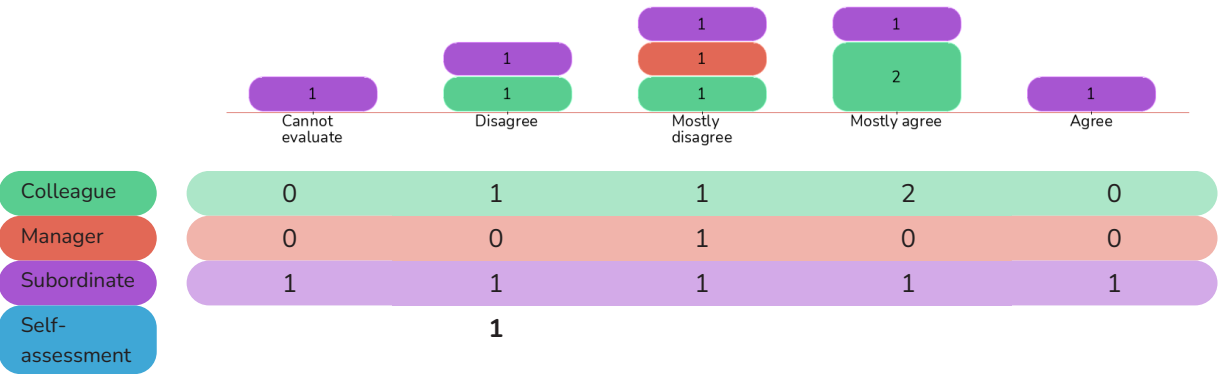 1 1
1 1
1 1 1 2 1
Cannot Disagree Mostly Mostly agree Agree
evaluate disagree
Colleague 0 1 1 2 0
Manager 0 0 1 0 0
Subordinate 1 1 1 1 1
Self- 1
assessment